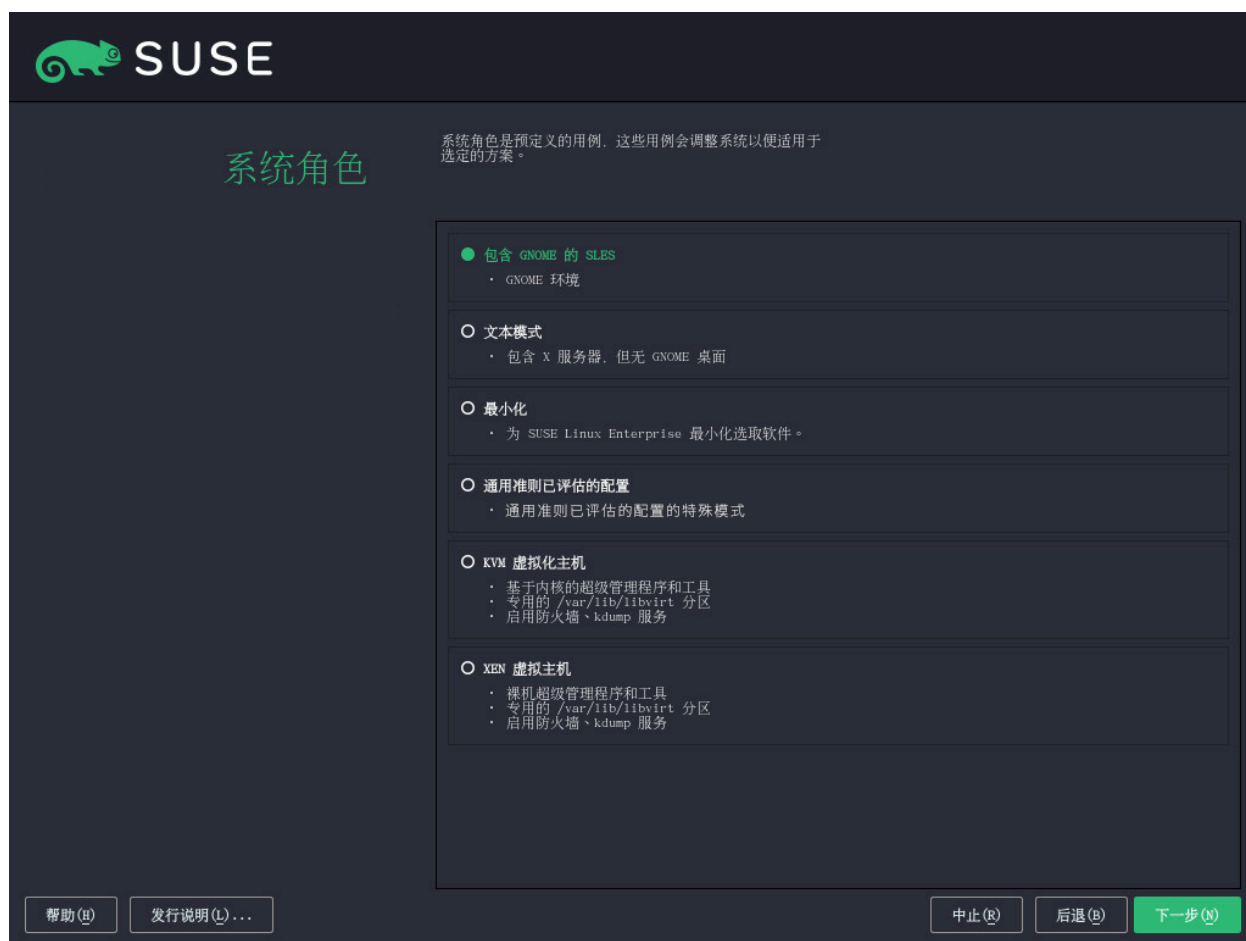 SUSE
系统角色
系统角色是预定义的用例，这些用例会调整系统以便适用于
选定的方案。
包含 GNOME 的 SLES
· GNOME 环境
文本模式
· 包含 X 服务器，但无 GNOME 桌面
最小化
· 为 SUSE Linux Enterprise 最小化选取软件。
通用准则已评估的配置
· 通用准则已评估的配置的特殊模式
KVM 虚拟化主机
· 基于内核的超级管理程序和工具
· 专用的 /var/lib/libvirt 分区
· 启用防火墙、kdump 服务
XEN 虚拟主机
· 裸机超级管理程序和工具
· 专用的 /var/lib/libvirt 分区
· 启用防火墙、kdump 服务
帮助(H) 发行说明(L)... 中止(R) 后退(B) 下一步(N)